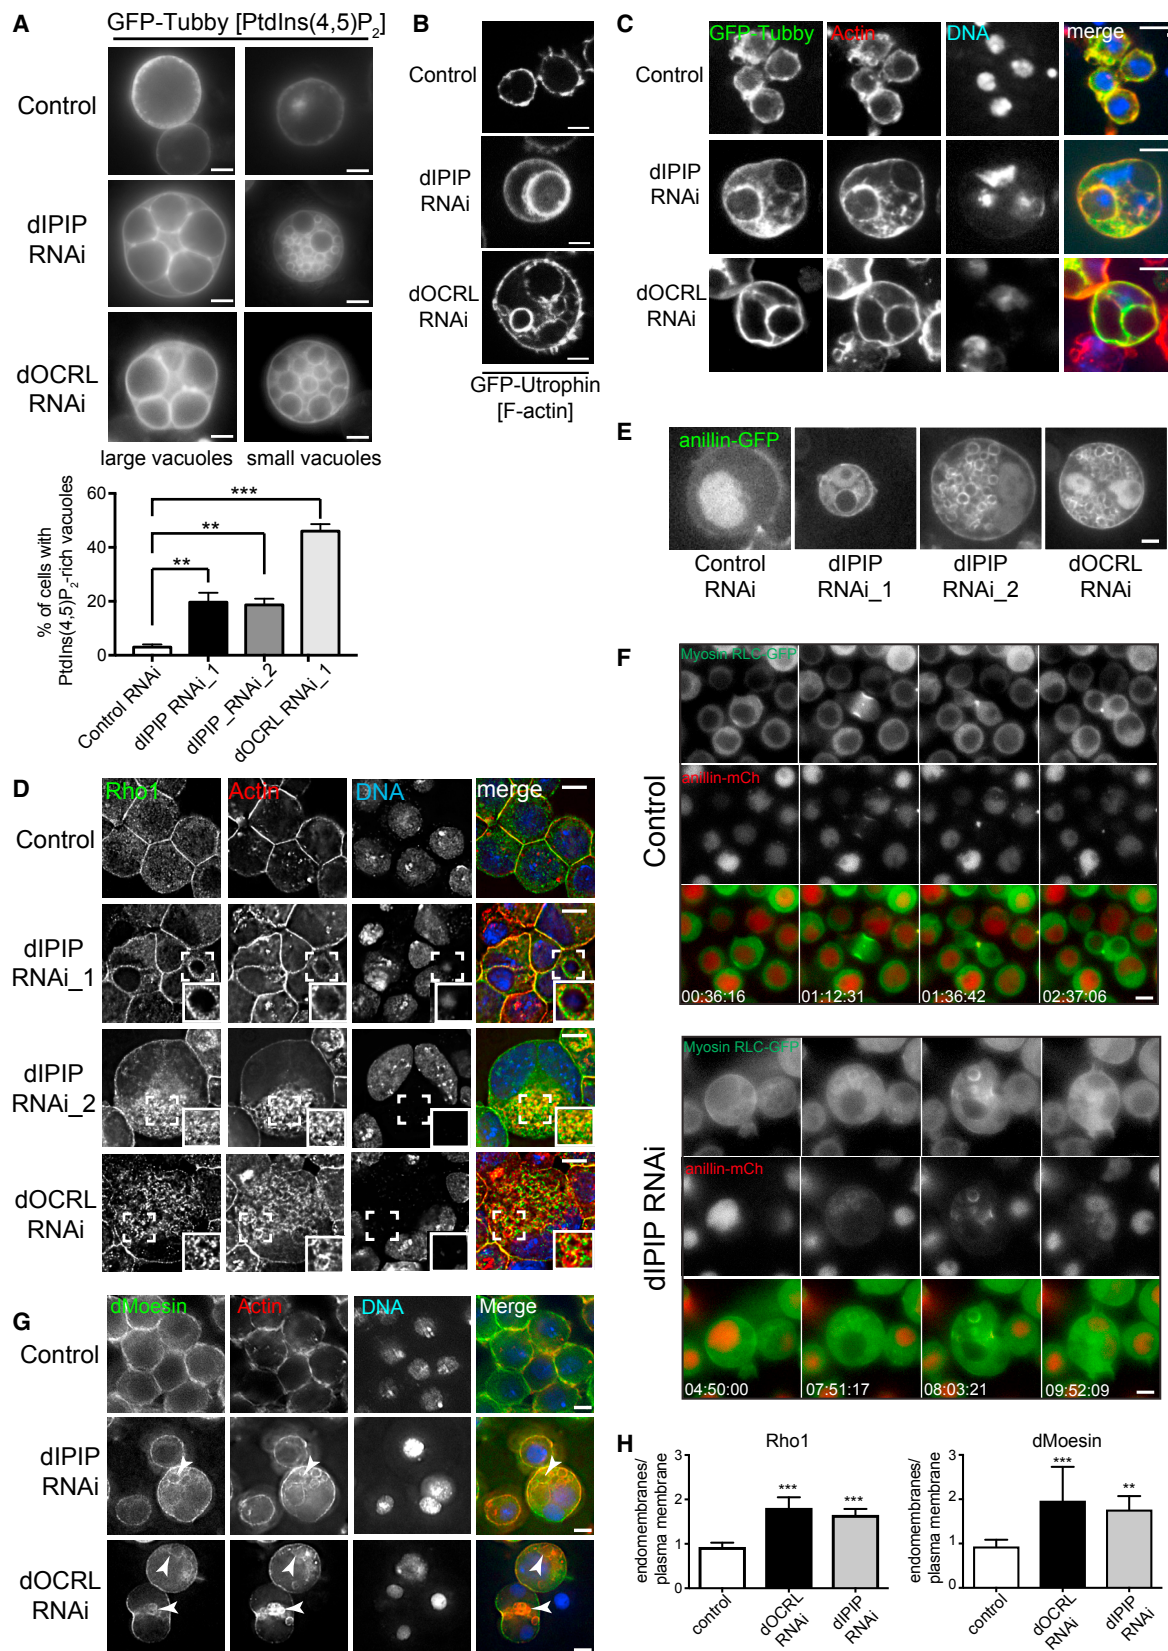 A
GFP-Tubby [PtdIns(4,5)P2]
Control
dIPIP
RNAi
dOCRL
RNAi
large vacuoles
small vacuoles
% of cells with
PtdIns(4,5)P2-rich vacuoles
60
40
20
0
***
**
**
Control RNAi
dIPIP RNAi_1
dIPIP_RNAi_2
dOCRL RNAi_1
B
Control
dIPIP
RNAi
dOCRL
RNAi
GFP-Utrophin
[F-actin]
C
GFP-Tubby
Actin
DNA
merge
Control
dIPIP
RNAi
dOCRL
RNAi
D
Rho1
Actin
DNA
merge
Control
dIPIP
RNAi_1
dIPIP
RNAi_2
dOCRL
RNAi
E
anillin-GFP
Control
RNAi
dIPIP
RNAi_1
dIPIP
RNAi_2
dOCRL
RNAi
F
Control
Myosin RLC-GFP
anillin-mCh
00:36:16
01:12:31
01:36:42
02:37:06
dIPIP RNAi
Myosin RLC-GFP
anillin-mCh
04:50:00
07:51:17
08:03:21
09:52:09
G
dMoesin
Actin
DNA
Merge
Control
dIPIP
RNAi
dOCRL
RNAi
H
Rho1
endomembranes/
plasma membrane
3
2
1
0
***
***
control
dOCRL
RNAi
dIPIP
RNAi
dMoesin
endomembranes/
plasma membrane
3
2
1
0
***
**
control
dOCRL
RNAi
dIPIP
RNAi